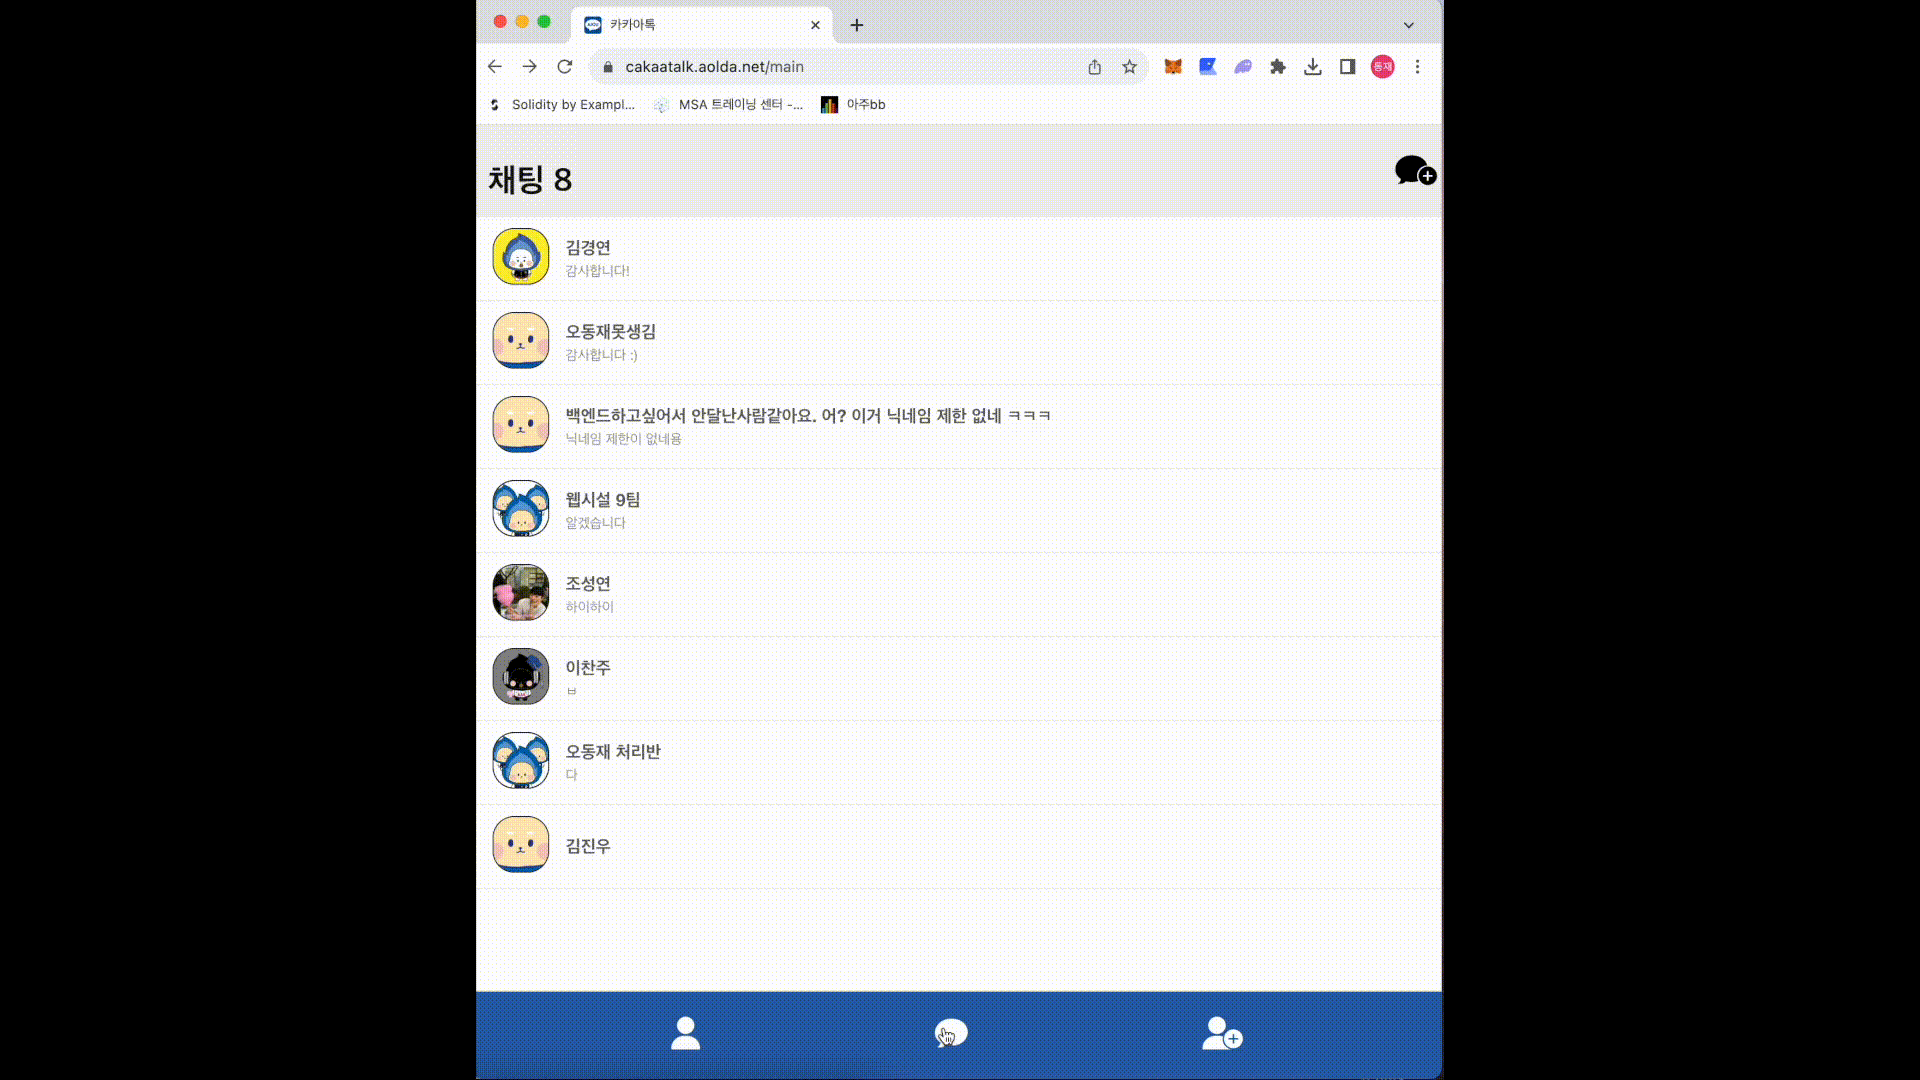 카카아톡
cakaatalk.aolda.net/main
동재
Solidity by Exampl...
MSA 트레이닝 센터 -...
아주bb
채팅 8
김경연
감사합니다!
오동재못생김
감사합니다 :)
백엔드하고싶어서 안달난사람같아요. 어? 이거 닉네임 제한 없네 ㅋㅋㅋ
닉네임 제한이 없네용
웹시설 9팀
알겠습니다
조성연
하이하이
이찬주
ㅂ
오동재 처리반
다
김진우